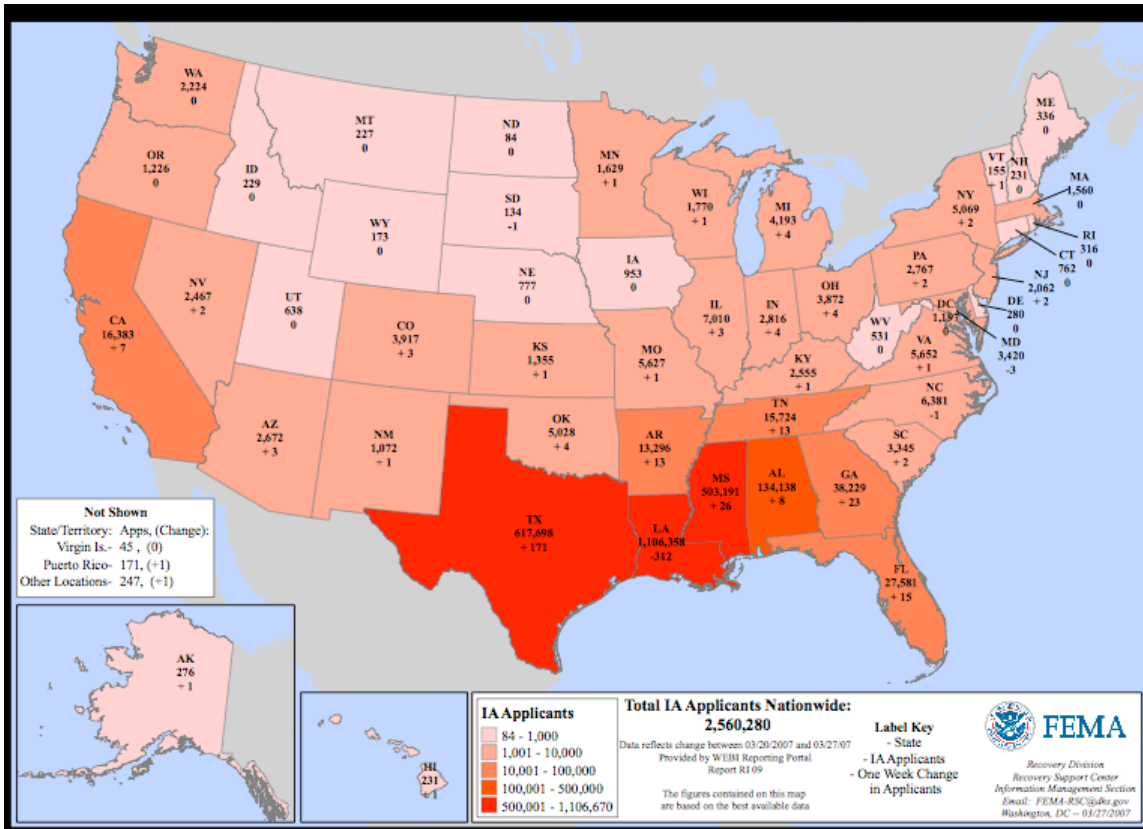 WA
2,224
0
OR
1,226
0
CA
16,383
+ 7
NV
2,467
+ 2
ID
229
0
MT
227
0
WY
173
0
UT
638
0
AZ
2,672
+ 3
CO
3,917
+ 3
NM
1,072
+ 1
ND
84
0
SD
134
-1
NE
777
0
KS
1,355
+ 1
OK
5,028
+ 4
TX
617,698
+ 171
MN
1,629
+ 1
IA
953
0
MO
5,627
+ 1
AR
13,296
+ 13
LA
1,106,358
-312
WI
1,770
+ 1
IL
7,010
+ 3
MI
4,193
+ 4
IN
2,816
+ 4
OH
3,872
+ 4
KY
2,555
+ 1
TN
15,724
+ 13
MS
503,191
+ 26
AL
134,138
+ 8
GA
38,229
+ 23
FL
27,581
+ 15
SC
3,345
+ 2
NC
6,381
-1
VA
5,652
+ 1
WV
531
0
DC
1,197
0
MD
3,420
-3
DE
280
0
PA
2,767
+ 2
NJ
2,062
+ 2
NY
5,069
+ 2
CT
762
0
RI
316
0
MA
1,560
0
VT
155
+ 1
NH
231
0
ME
336
0
Not Shown
State/Territory: Apps, (Change):
Virgin Is.- 45 , (0)
Puerto Rico- 171, (+1)
Other Locations- 247, (+1)
AK
276
+ 1
HI
231
IA Applicants
84 - 1,000
1,001 - 10,000
10,001 - 100,000
100,001 - 500,000
500,001 - 1,106,670
Total IA Applicants Nationwide:
2,560,280
Data reflects change between 03/20/2007 and 03/27/07
Provided by WEBI Reporting Portal
Report RI 09
The figures contained on this map
are based on the best available data
Label Key
- State
- IA Applicants
- One Week Change
in Applicants
FEMA
Recovery Division
Recovery Support Center
Information Management Section
Email: FEMA-RSC@dhs.gov
Washington, DC -- 03/27/2007